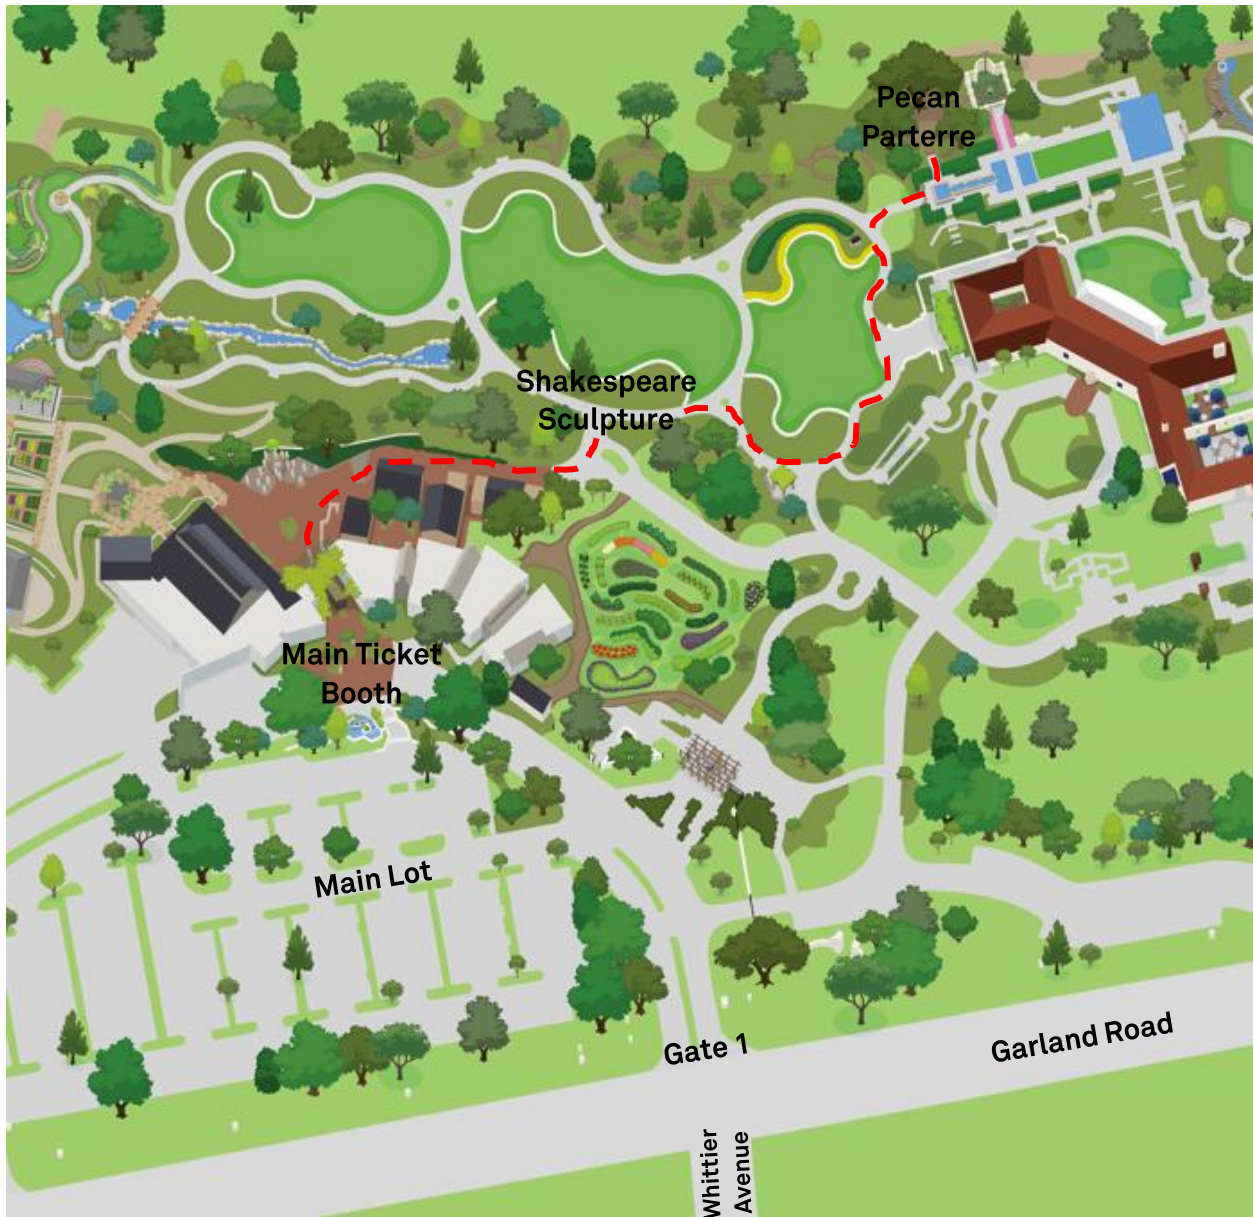 Pecan
Parterre
Shakespeare
Sculpture
Main Ticket
Booth
Main Lot
Gate 1
Garland Road
Whittier
Avenue